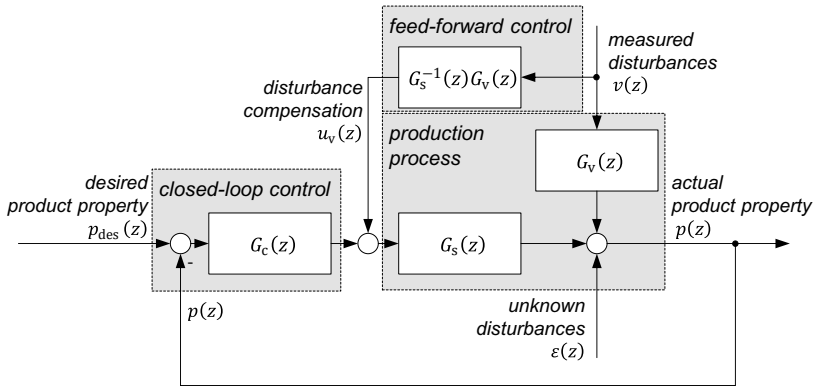 feed-forward control
G_s^{-1}(z)G_v(z)
measured
disturbances
v(z)
disturbance
compensation
u_v(z)
production
process
G_v(z)
desired
product property
p_des(z)
closed-loop control
G_c(z)
G_s(z)
actual
product property
p(z)
-
p(z)
unknown
disturbances
ε(z)